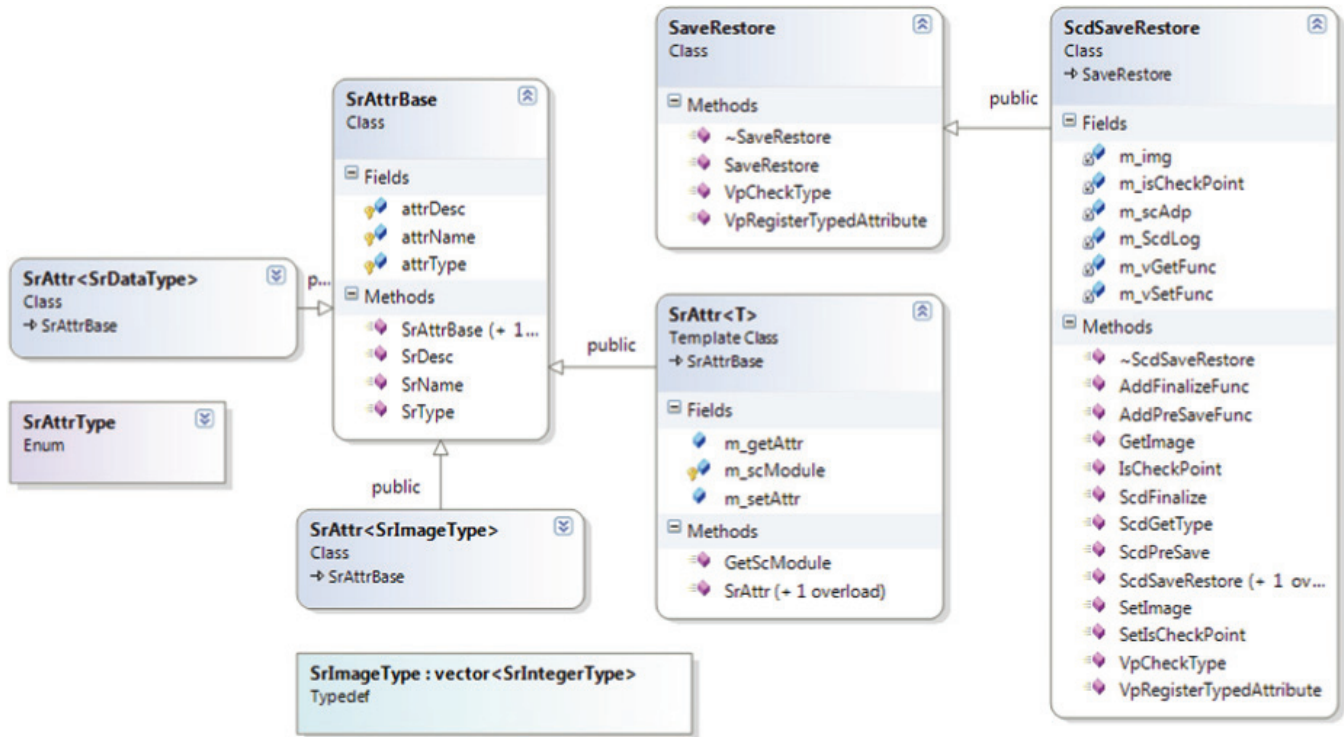 SrAttr<SrDataType>
Class
SrAttrBase
p...
SrAttrType
Enum
SrAttrBase
Class
Fields
attrDesc
attrName
attrType
Methods
SrAttrBase (+ 1...
SrDesc
SrName
SrType
public
SrAttr<SrImageType>
Class
SrAttrBase
SrImageType : vector<SrIntegerType>
Typedef
SaveRestore
Class
Methods
~SaveRestore
SaveRestore
VpCheckType
VpRegisterTypedAttribute
public
SrAttr<T>
Template Class
SrAttrBase
Fields
m_getAttr
m_scModule
m_setAttr
Methods
GetScModule
SrAttr (+ 1 overload)
public
ScdSaveRestore
Class
SaveRestore
Fields
m_img
m_isCheckPoint
m_scAdp
m_ScdLog
m_vGetFunc
m_vSetFunc
Methods
~ScdSaveRestore
AddFinalizeFunc
AddPreSaveFunc
GetImage
IsCheckPoint
ScdFinalize
ScdGetType
ScdPreSave
ScdSaveRestore (+ 1 ov...
SetImage
SetIsCheckPoint
VpCheckType
VpRegisterTypedAttribute